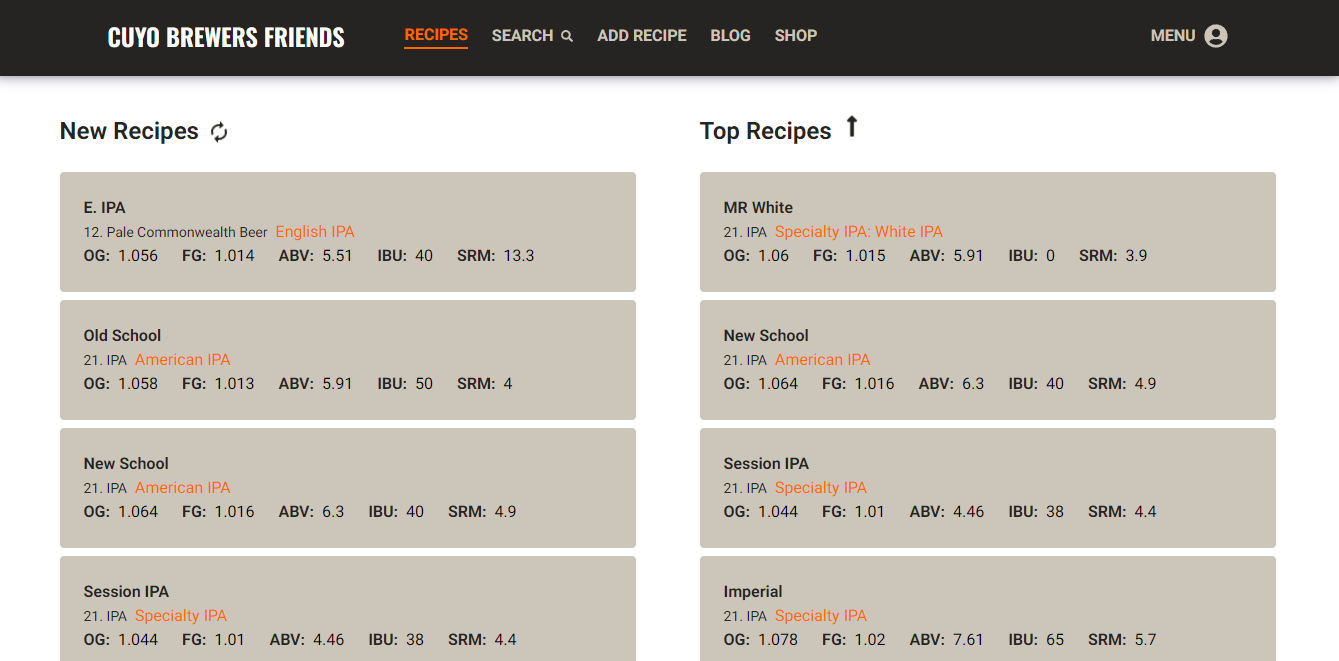 CUYO BREWERS FRIENDS RECIPES SEARCH ADD RECIPE BLOG SHOP MENU
New Recipes
E. IPA
12. Pale Commonwealth Beer English IPA
OG: 1.056 FG: 1.014 ABV: 5.51 IBU: 40 SRM: 13.3
Old School
21. IPA American IPA
OG: 1.058 FG: 1.013 ABV: 5.91 IBU: 50 SRM: 4
New School
21. IPA American IPA
OG: 1.064 FG: 1.016 ABV: 6.3 IBU: 40 SRM: 4.9
Session IPA
21. IPA Specialty IPA
OG: 1.044 FG: 1.01 ABV: 4.46 IBU: 38 SRM: 4.4
Top Recipes
MR White
21. IPA Specialty IPA: White IPA
OG: 1.06 FG: 1.015 ABV: 5.91 IBU: 0 SRM: 3.9
New School
21. IPA American IPA
OG: 1.064 FG: 1.016 ABV: 6.3 IBU: 40 SRM: 4.9
Session IPA
21. IPA Specialty IPA
OG: 1.044 FG: 1.01 ABV: 4.46 IBU: 38 SRM: 4.4
Imperial
21. IPA Specialty IPA
OG: 1.078 FG: 1.02 ABV: 7.61 IBU: 65 SRM: 5.7